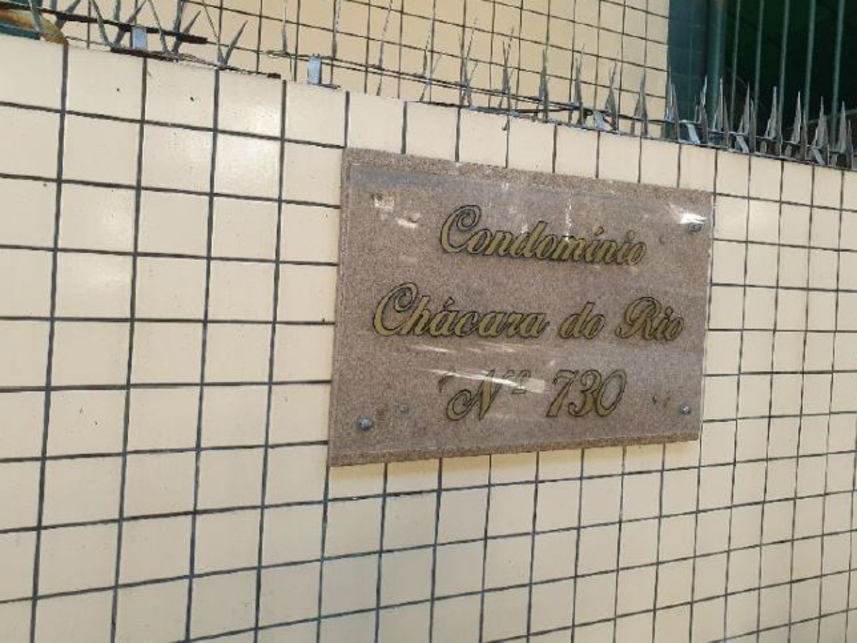 Condomínio
Chácara do Rio
Nº 730